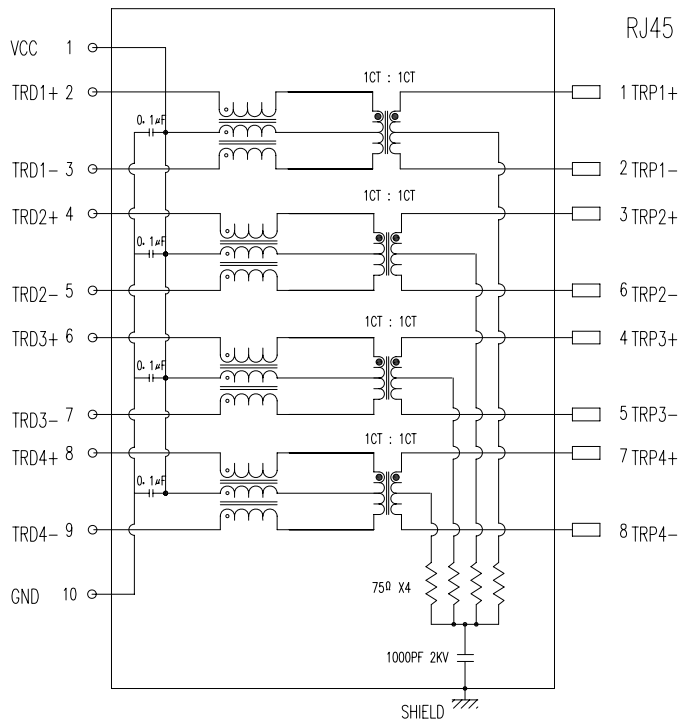 RJ45
VCC 1
1CT : 1CT
TRD1+ 2
1 TRP1+
0.1μF
TRD1- 3
2 TRP1-
1CT : 1CT
TRD2+ 4
3 TRP2+
0.1μF
TRD2- 5
6 TRP2-
1CT : 1CT
TRD3+ 6
4 TRP3+
0.1μF
TRD3- 7
5 TRP3-
1CT : 1CT
TRD4+ 8
7 TRP4+
0.1μF
TRD4- 9
8 TRP4-
75Ω X4
GND 10
1000PF 2KV
SHIELD